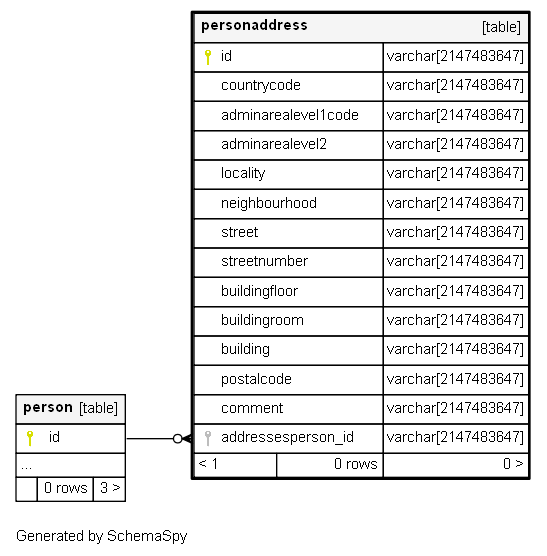 personaddress [table]
id varchar[2147483647]
countrycode varchar[2147483647]
adminarealevel1code varchar[2147483647]
adminarealevel2 varchar[2147483647]
locality varchar[2147483647]
neighbourhood varchar[2147483647]
street varchar[2147483647]
streetnumber varchar[2147483647]
buildingfloor varchar[2147483647]
buildingroom varchar[2147483647]
building varchar[2147483647]
postalcode varchar[2147483647]
comment varchar[2147483647]
addressesperson_id varchar[2147483647]
< 1 0 rows 0 >
person [table]
id
...
0 rows 3 >
Generated by SchemaSpy